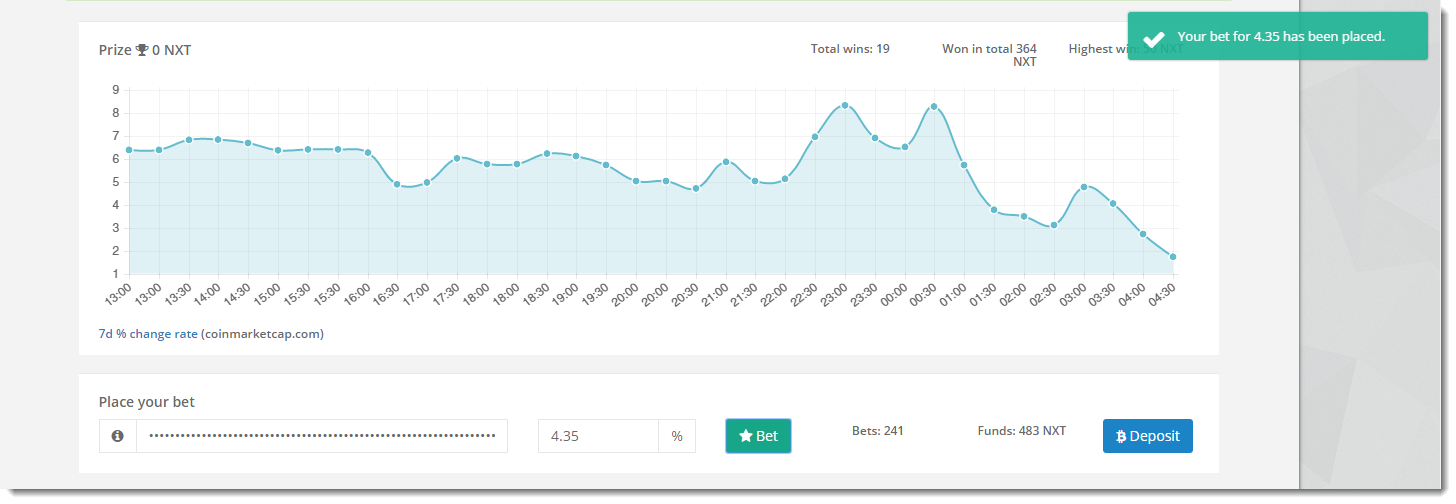 Your bet for 4.35 has been placed.
Prize 0 NXT
Total wins: 19
Won in total 364
NXT
Highest win: 50 NXT
9
8
7
6
5
4
3
2
1
13:00 13:00 13:30 14:00 14:30 15:00 15:30 15:30 16:00 16:30 17:00 17:30 18:00 18:00 18:30 19:00 19:30 20:00 20:00 20:30 21:00 21:30 22:00 22:30 23:00 23:30 00:00 00:30 01:00 01:30 02:00 02:30 03:00 03:30 04:00 04:30
7d % change rate (coinmarketcap.com)
Place your bet
4.35 %
Bet
Bets: 241
Funds: 483 NXT
Deposit